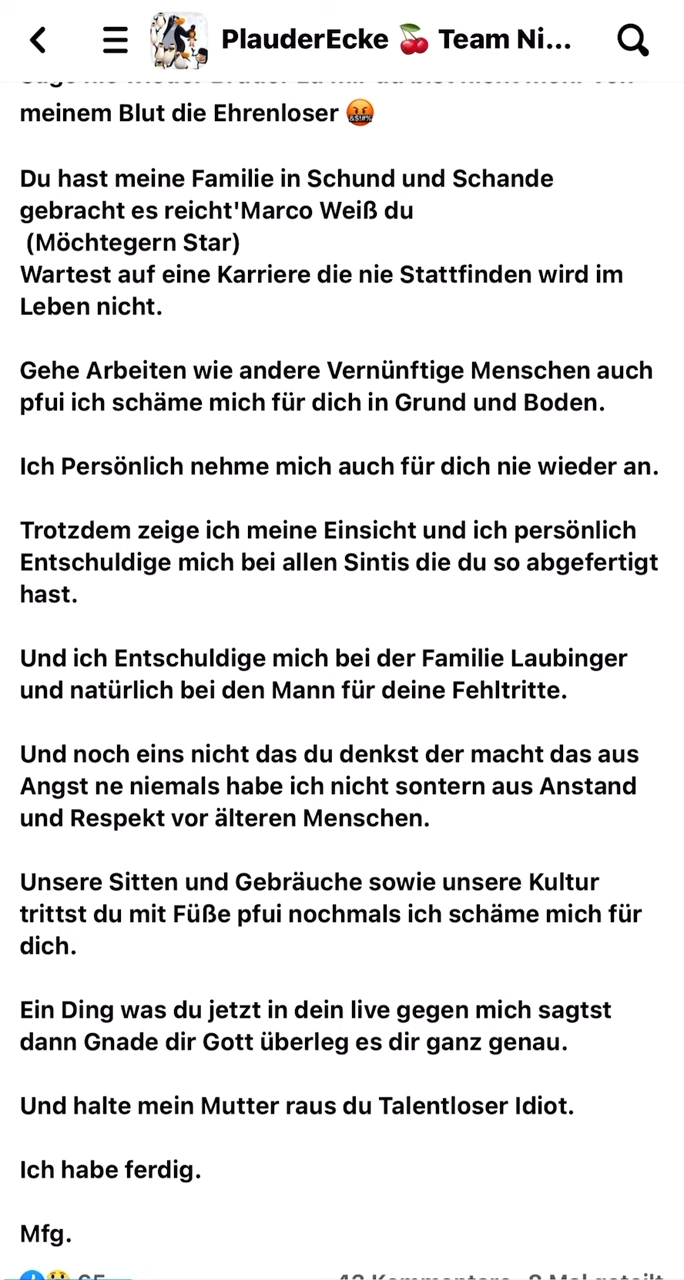 PlauderEcke 🍒 Team Ni...
meinem Blut die Ehrenloser 🤬
Du hast meine Familie in Schund und Schande
gebracht es reicht'Marco Weiß du
(Möchtegern Star)
Wartest auf eine Karriere die nie Stattfinden wird im
Leben nicht.
Gehe Arbeiten wie andere Vernünftige Menschen auch
pfui ich schäme mich für dich in Grund und Boden.
Ich Persönlich nehme mich auch für dich nie wieder an.
Trotzdem zeige ich meine Einsicht und ich persönlich
Entschuldige mich bei allen Sintis die du so abgefertigt
hast.
Und ich Entschuldige mich bei der Familie Laubinger
und natürlich bei den Mann für deine Fehltritte.
Und noch eins nicht das du denkst der macht das aus
Angst ne niemals habe ich nicht sontern aus Anstand
und Respekt vor älteren Menschen.
Unsere Sitten und Gebräuche sowie unsere Kultur
trittst du mit Füße pfui nochmals ich schäme mich für
dich.
Ein Ding was du jetzt in dein live gegen mich sagtst
dann Gnade dir Gott überleg es dir ganz genau.
Und halte mein Mutter raus du Talentloser Idiot.
Ich habe ferdig.
Mfg.